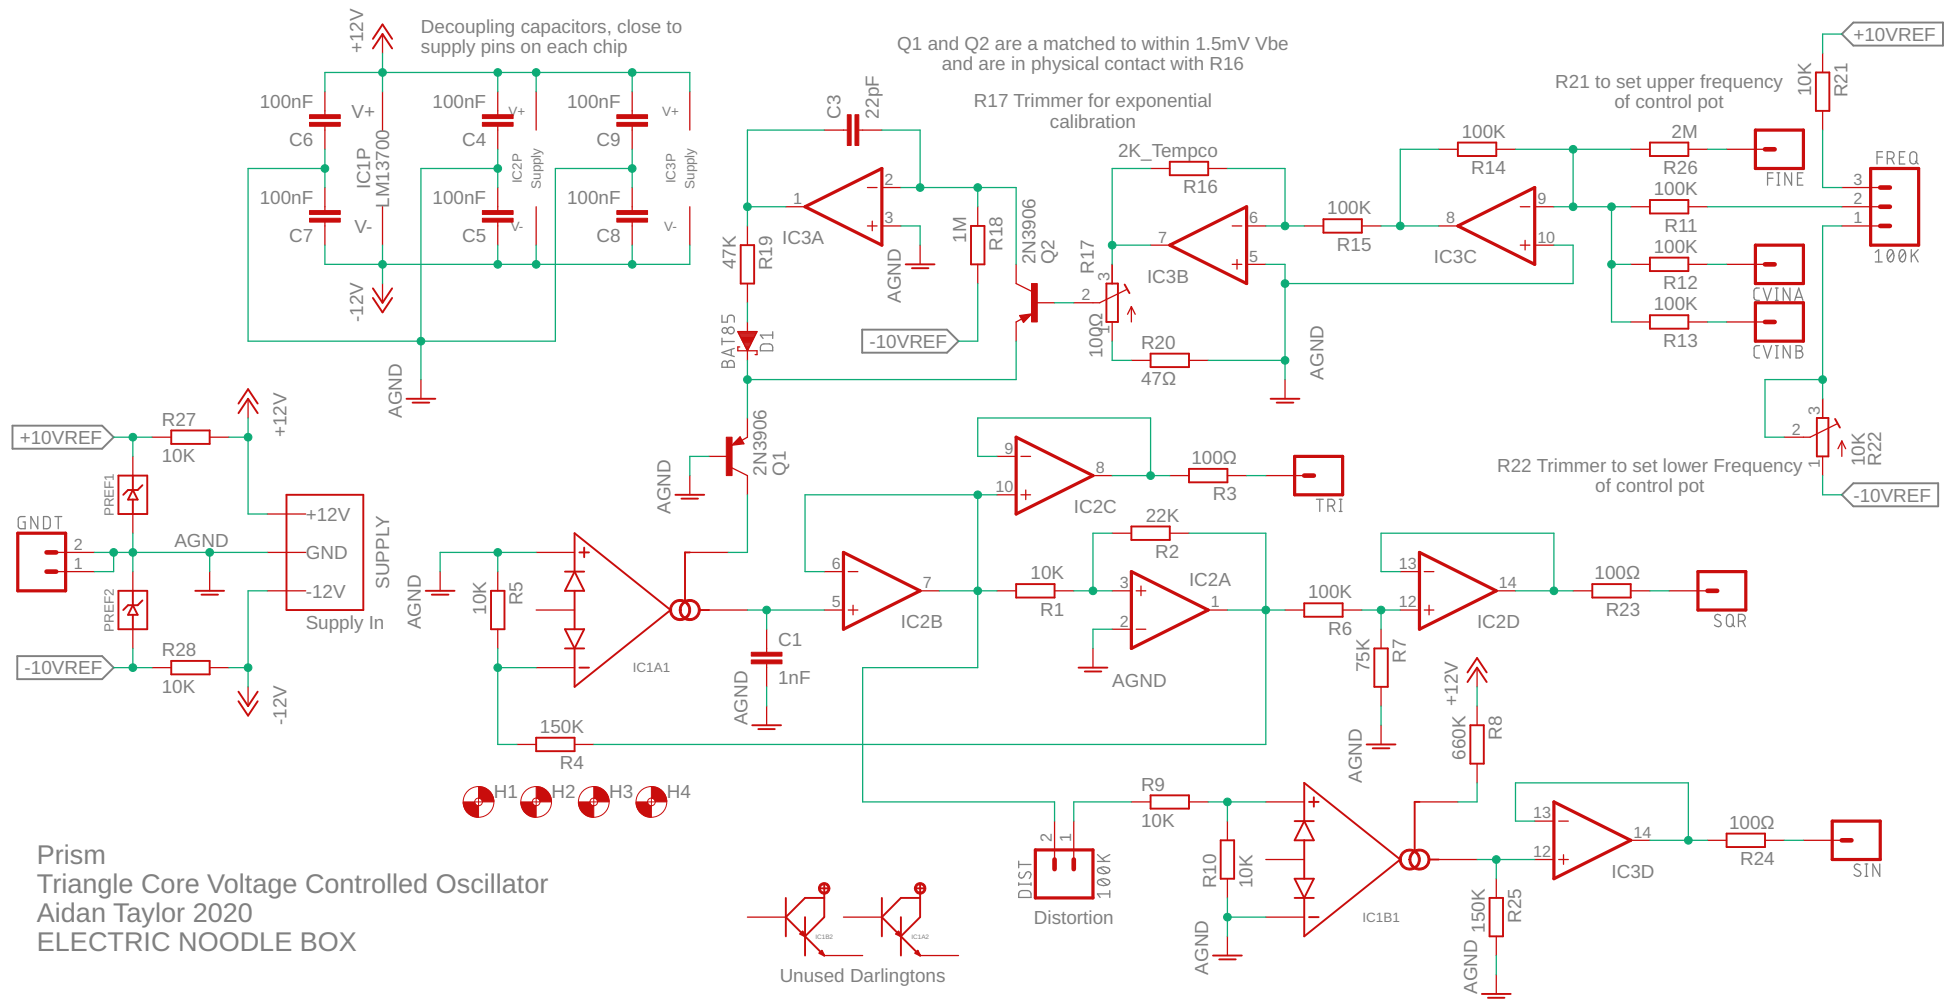 +12V
Decoupling capacitors, close to
supply pins on each chip
100nF
C6
V+
IC1P
LM13700
100nF
C7
V-
100nF
C4
V+
IC2P
Supply
100nF
C5
V-
100nF
C9
V+
IC3P
Supply
100nF
C8
V-
-12V
AGND
Q1 and Q2 are a matched to within 1.5mV Vbe
and are in physical contact with R16
R17 Trimmer for exponential
calibration
C3
22pF
1
2
3
IC3A
AGND
47K
R19
BAT85
D1
1M
R18
-10VREF
2N3906
Q2
2K_Tempco
R16
R17
3
2
1
100Ω
7
6
5
IC3B
R20
47Ω
AGND
100K
R15
100K
R14
8
9
10
IC3C
R21 to set upper frequency
of control pot
+10VREF
10K
R21
2M
R26
FINE
100K
R11
100K
R12
CVINA
100K
R13
CVINB
FREQ
3
2
1
100K
3
2
1
10K
R22
R22 Trimmer to set lower Frequency
of control pot
-10VREF
+10VREF
R27
10K
+12V
PREF1
GNDT
2
1
AGND
PREF2
+12V
GND
-12V
SUPPLY
Supply In
-10VREF
R28
10K
-12V
AGND
2N3906
Q1
AGND
10K
R5
IC1A1
150K
R4
C1
1nF
AGND
6
5
7
IC2B
9
10
8
IC2C
100Ω
R3
TRI
10K
R1
22K
R2
3
2
1
IC2A
AGND
100K
R6
75K
R7
AGND
13
12
14
IC2D
100Ω
R23
SQR
+12V
660K
R8
H1
H2
H3
H4
R9
10K
2
1
DIST
100K
Distortion
R10
10K
AGND
IC1B1
150K
R25
AGND
13
12
14
IC3D
100Ω
R24
SIN
IC1B2
IC1A2
Unused Darlingtons
Prism
Triangle Core Voltage Controlled Oscillator
Aidan Taylor 2020
ELECTRIC NOODLE BOX